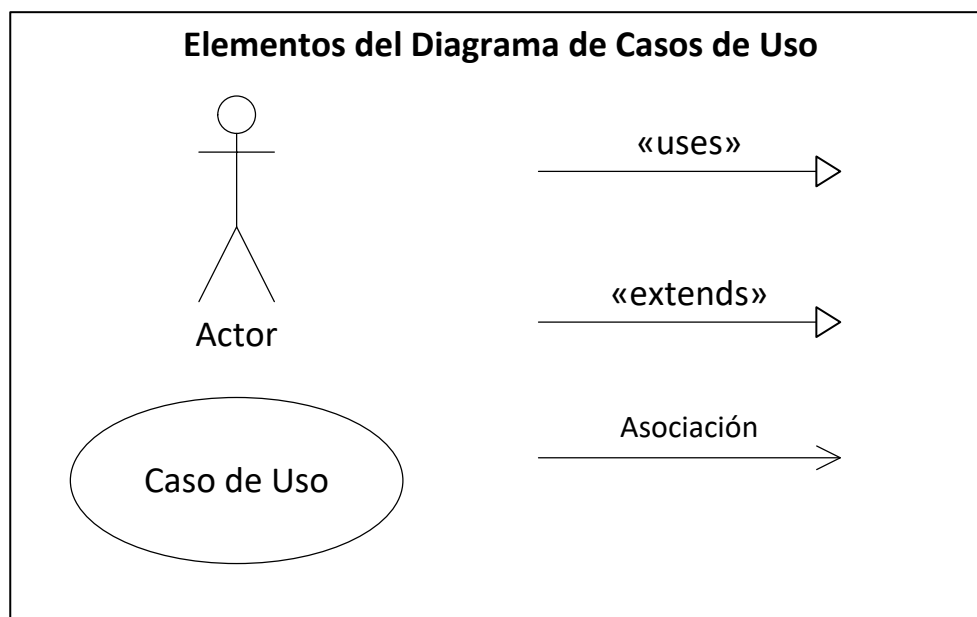 Elementos del Diagrama de Casos de Uso
«uses»
«extends»
Actor
Asociación
Caso de Uso